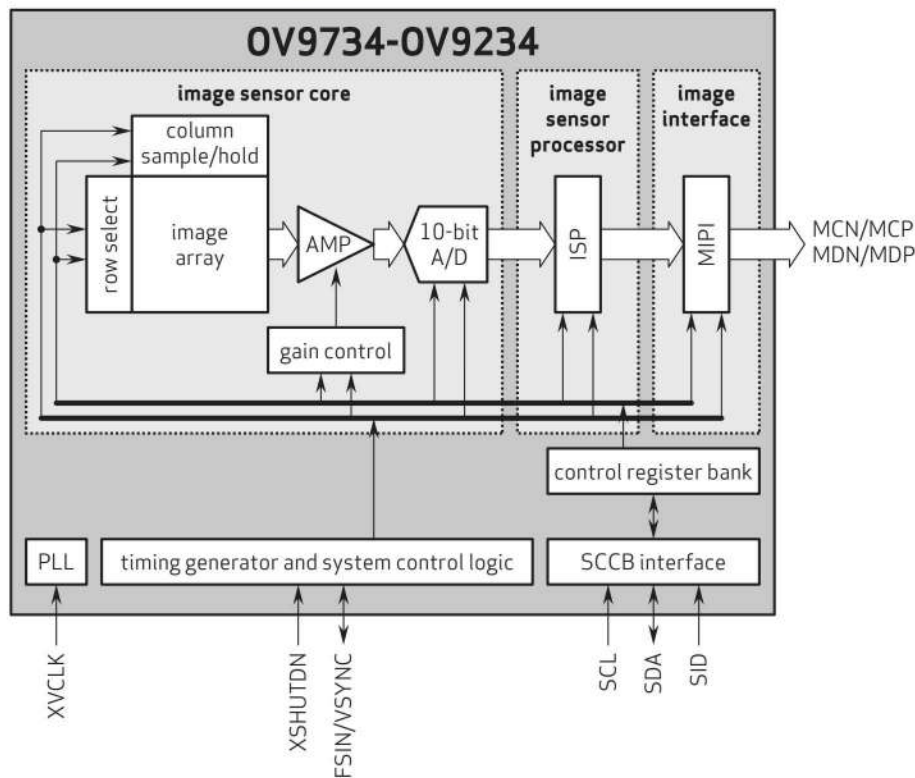 OV9734-OV9234
image sensor core
image
sensor
processor
image
interface
column
sample/hold
row select
image
array
AMP
10-bit
A/D
ISP
MIPI
MCN/MCP
MDN/MDP
gain control
control register bank
PLL
timing generator and system control logic
SCCB interface
XVCLK
XSHUTDN
FSIN/VSYNC
SCL
SDA
SID